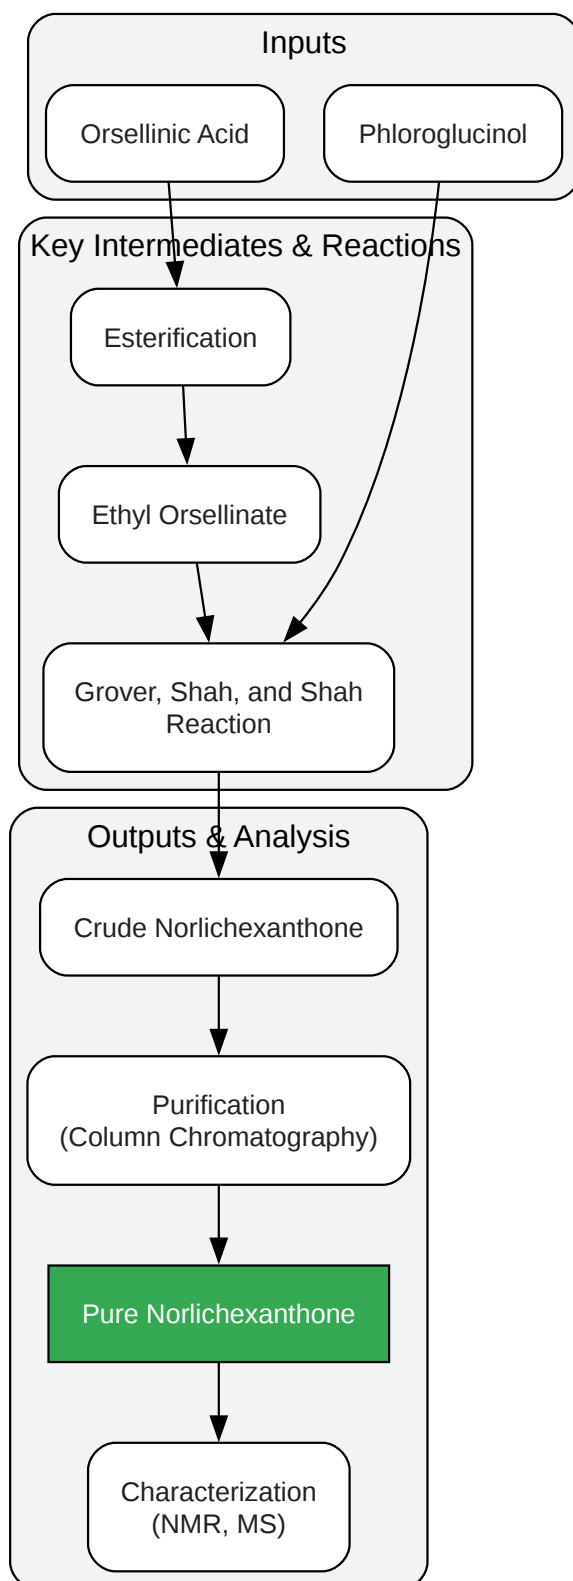 Inputs
Orsellinic Acid
Phloroglucinol
Key Intermediates & Reactions
Esterification
Ethyl Orsellinate
Grover, Shah, and Shah
Reaction
Outputs & Analysis
Crude Norlichexanthone
Purification
(Column Chromatography)
Pure Norlichexanthone
Characterization
(NMR, MS)